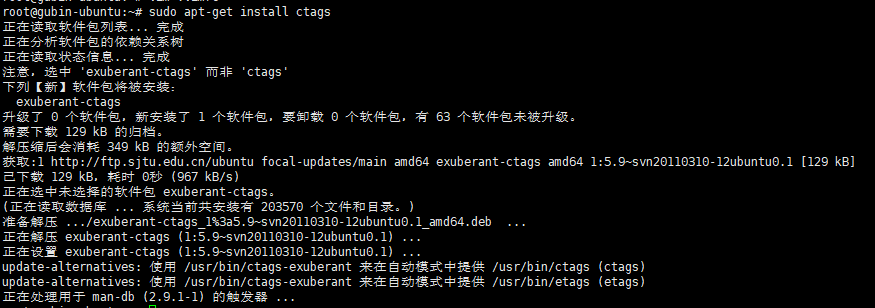 root@gubin-ubuntu:~# sudo apt-get install ctags
正在读取软件包列表... 完成
正在分析软件包的依赖关系树
正在读取状态信息... 完成
注意，选中 'exuberant-ctags' 而非 'ctags'
下列【新】软件包将被安装：
  exuberant-ctags
升级了 0 个软件包，新安装了 1 个软件包，要卸载 0 个软件包，有 63 个软件包未被升级。
需要下载 129 kB 的归档。
解压缩后会消耗 349 kB 的额外空间。
获取:1 http://ftp.sjtu.edu.cn/ubuntu focal-updates/main amd64 exuberant-ctags amd64 1:5.9~svn20110310-12ubuntu0.1 [129 kB]
已下载 129 kB，耗时 0秒 (967 kB/s)
正在选中未选择的软件包 exuberant-ctags。
(正在读取数据库 ... 系统当前共安装有 203570 个文件和目录。)
准备解压 .../exuberant-ctags_1%3a5.9~svn20110310-12ubuntu0.1_amd64.deb  ...
正在解压 exuberant-ctags (1:5.9~svn20110310-12ubuntu0.1) ...
正在设置 exuberant-ctags (1:5.9~svn20110310-12ubuntu0.1) ...
update-alternatives: 使用 /usr/bin/ctags-exuberant 来在自动模式中提供 /usr/bin/ctags (ctags)
update-alternatives: 使用 /usr/bin/ctags-exuberant 来在自动模式中提供 /usr/bin/etags (etags)
正在处理用于 man-db (2.9.1-1) 的触发器 ...